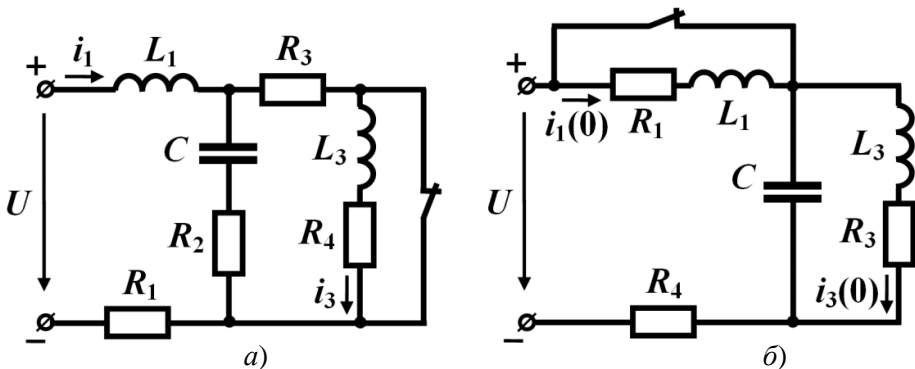 +
i₁
L₁
R₃
C
L₃
U
R₂
R₄
R₁
i₃
−
а)
+
i₁(0)
R₁
L₁
L₃
C
U
R₃
R₄
i₃(0)
−
б)